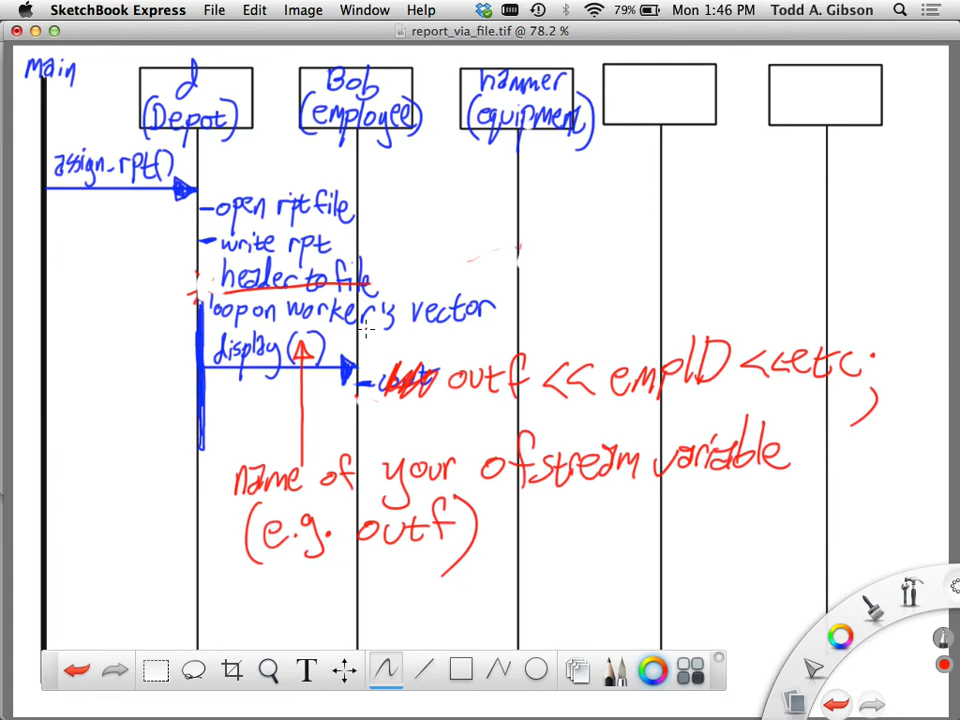 SketchBook Express File Edit Image Window Help 79% Mon 1:46 PM Todd A. Gibson
report_via_file.tif @ 78.2 %
Main
d
(Depot)
Bob
(employee)
hammer
(equipment)
assign_rpt()
-open rpt file
-write rpt
header to file
loop on worker's vector
display( )
outf << empID <<etc;
name of your ofstream variable
(e.g. outf)
T